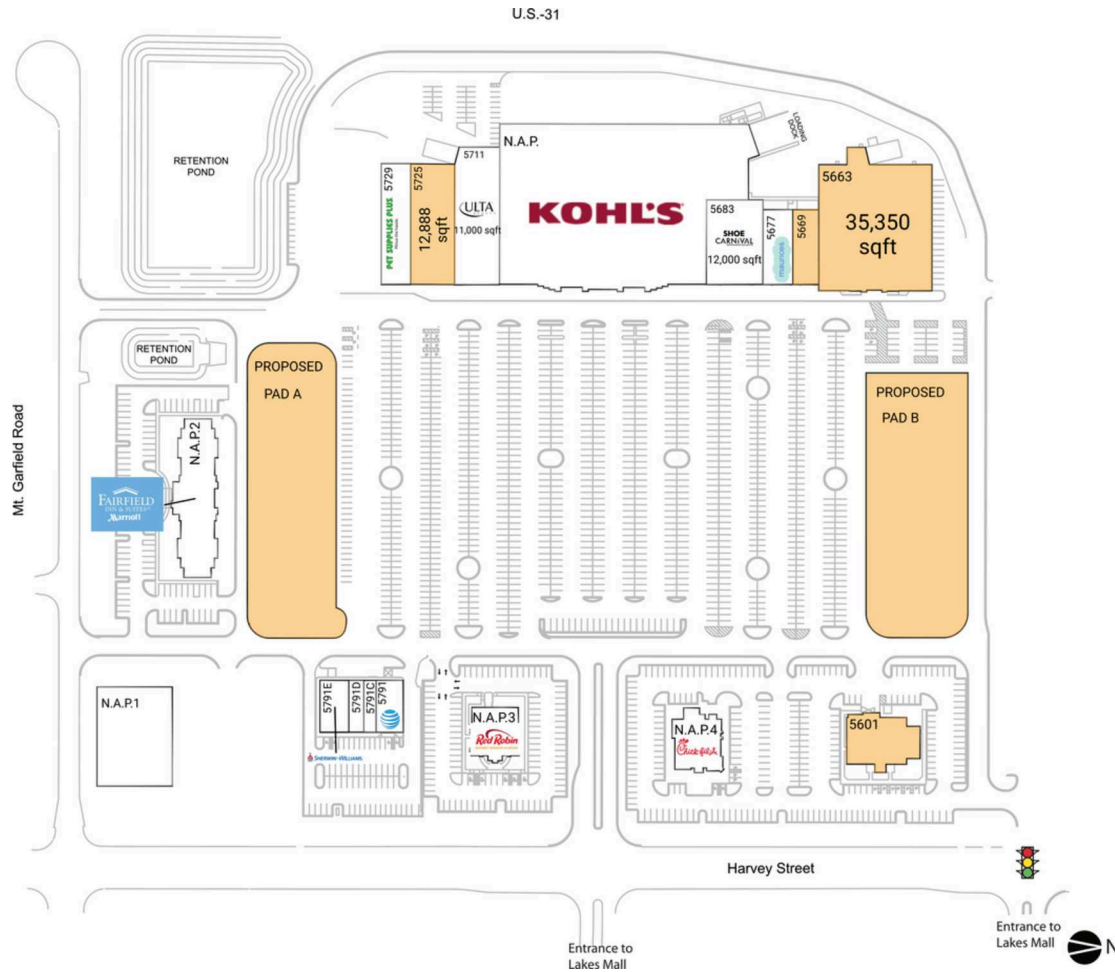 U.S.-31
RETENTION
POND
N.A.P.
LOADING
DOCK
5729
PET SUPPLIES PLUS
5725
12,888
sqft
5711
ULTA
11,000 sqft
KOHL'S
5683
SHOE
CARNIVAL
12,000 sqft
5677
maurices
5669
5663
35,350
sqft
RETENTION
POND
PROPOSED
PAD A
PROPOSED
PAD B
Mt. Garfield Road
N.A.P.2
FAIRFIELD
INN & SUITES
Marriott
N.A.P.1
5791E
5791D
5791C
5791
SHERWIN-WILLIAMS
N.A.P.3
Red Robin
N.A.P.4
Chick-fil-A
5601
Harvey Street
Entrance to
Lakes Mall
Entrance to
Lakes Mall
N